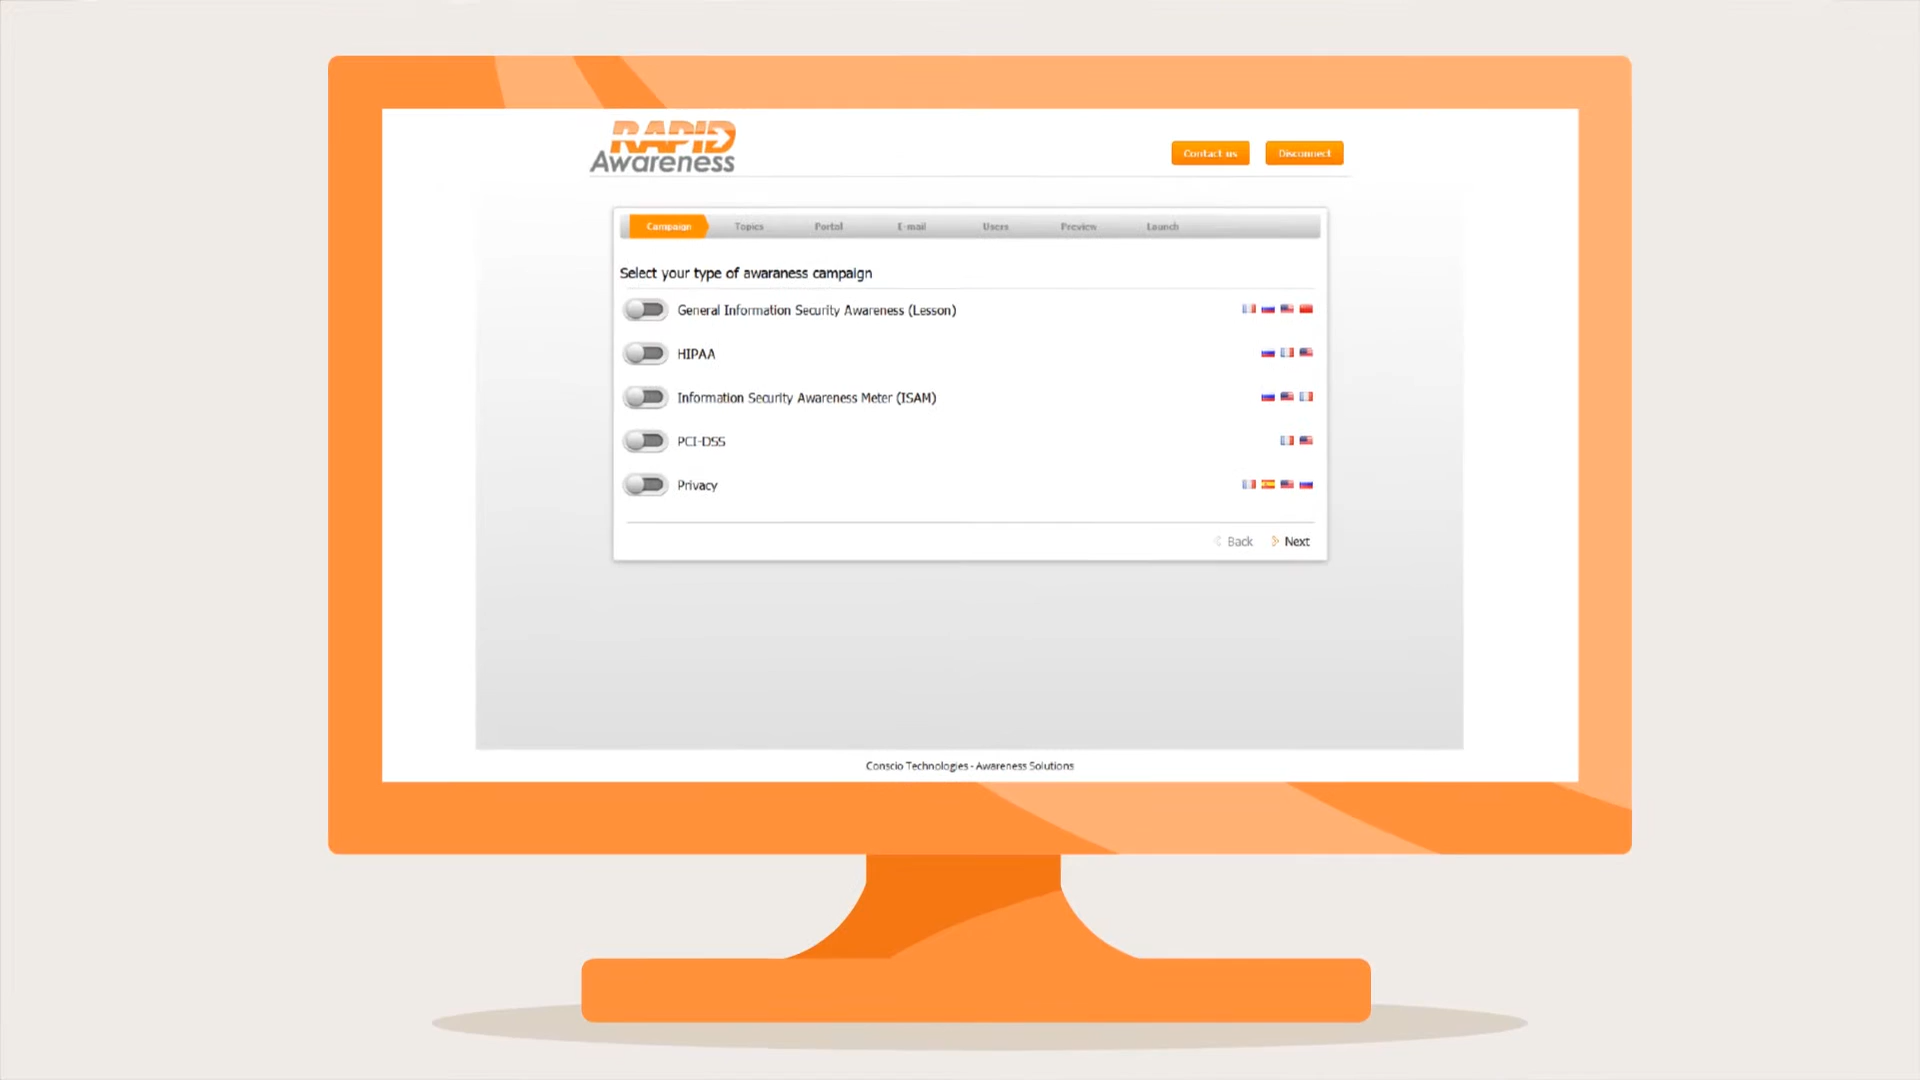 RAPID
Awareness
Contact us
Disconnect
Campaign
Topics
Portal
E-mail
Users
Preview
Launch
Select your type of awaraness campaign
General Information Security Awareness (Lesson)
HIPAA
Information Security Awareness Meter (ISAM)
PCI-DSS
Privacy
Back
Next
Conscio Technologies - Awareness Solutions